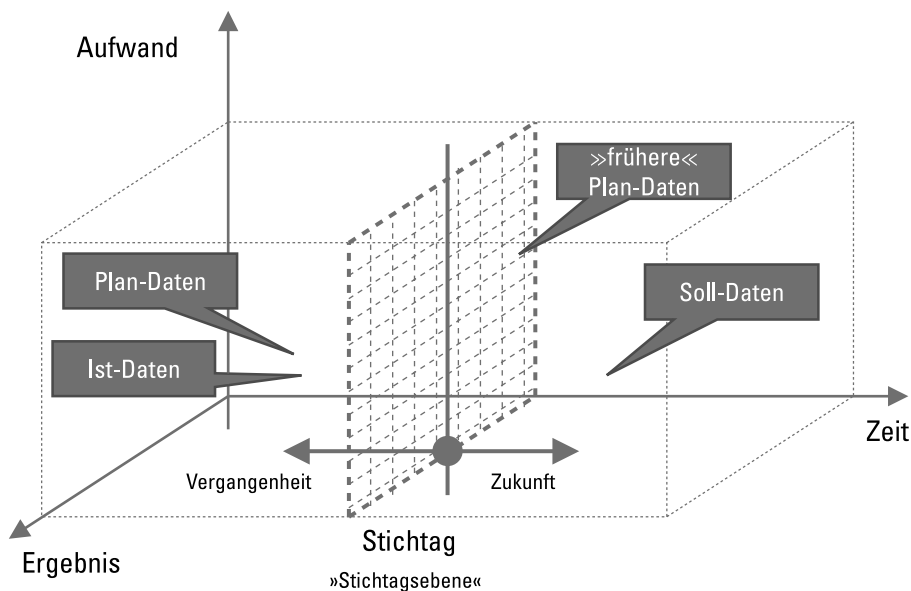 Aufwand
»frühere«
Plan-Daten
Plan-Daten
Soll-Daten
Ist-Daten
Zeit
Vergangenheit
Zukunft
Stichtag
Ergebnis
»Stichtagsebene«